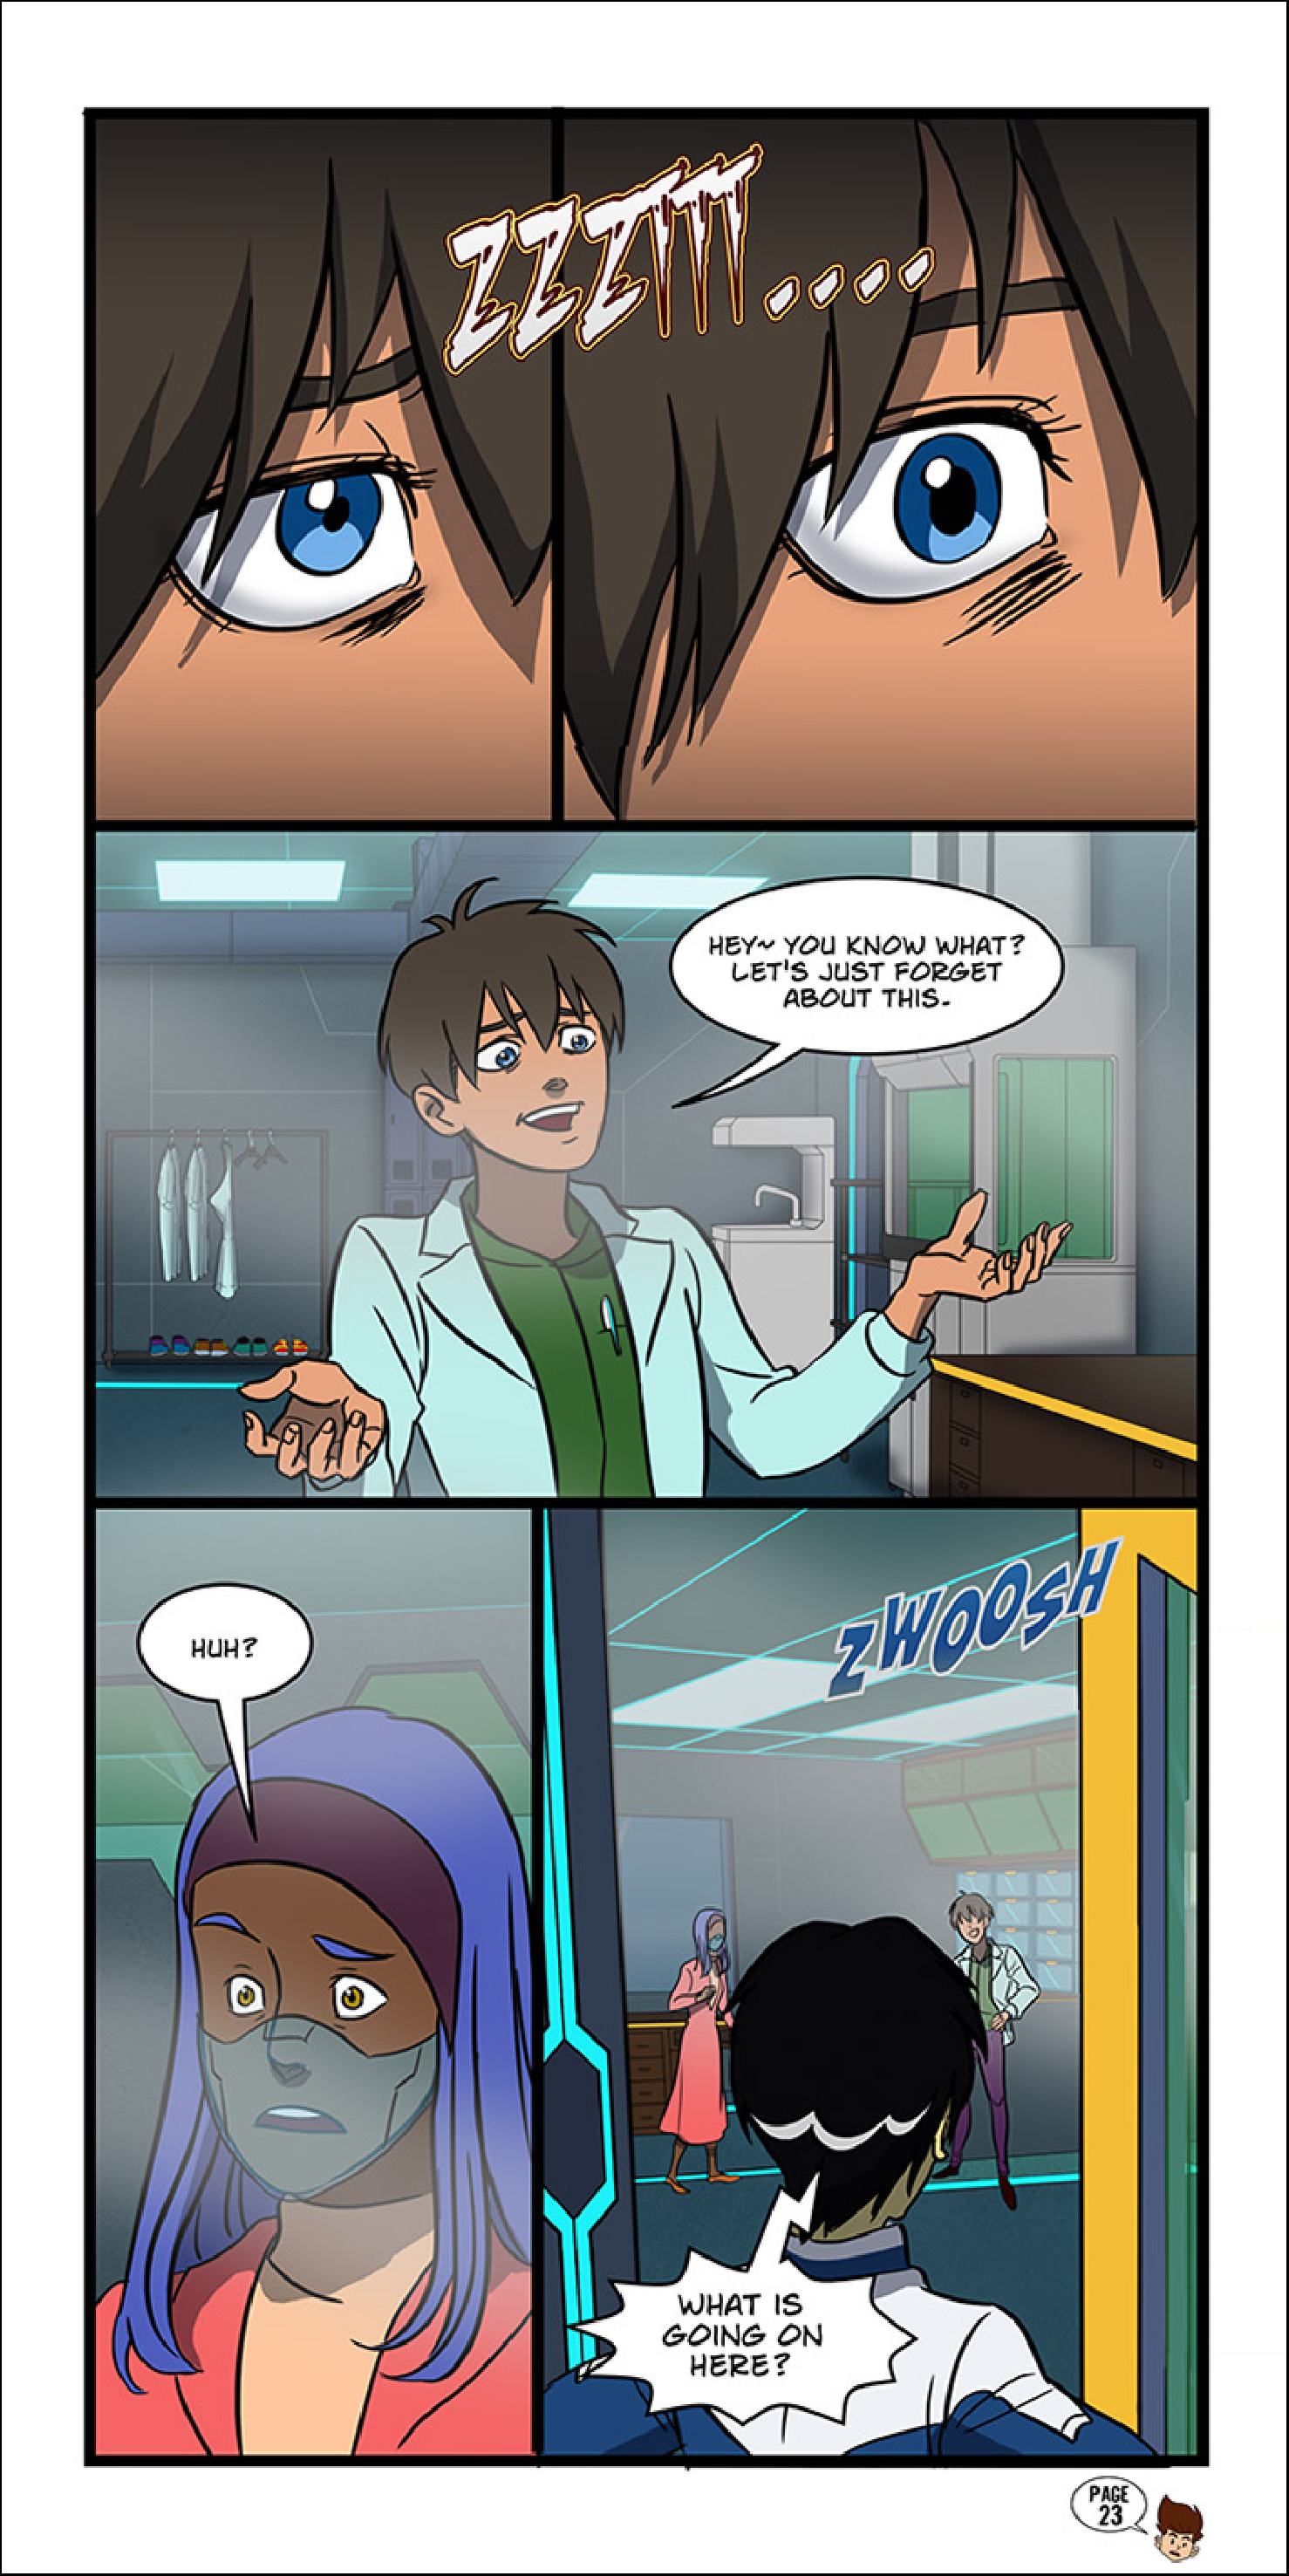 ZZZTTT....
HEY~ YOU KNOW WHAT?
LET'S JUST FORGET
ABOUT THIS.
HUH?
ZWOOSH
WHAT IS
GOING ON
HERE?
PAGE
23